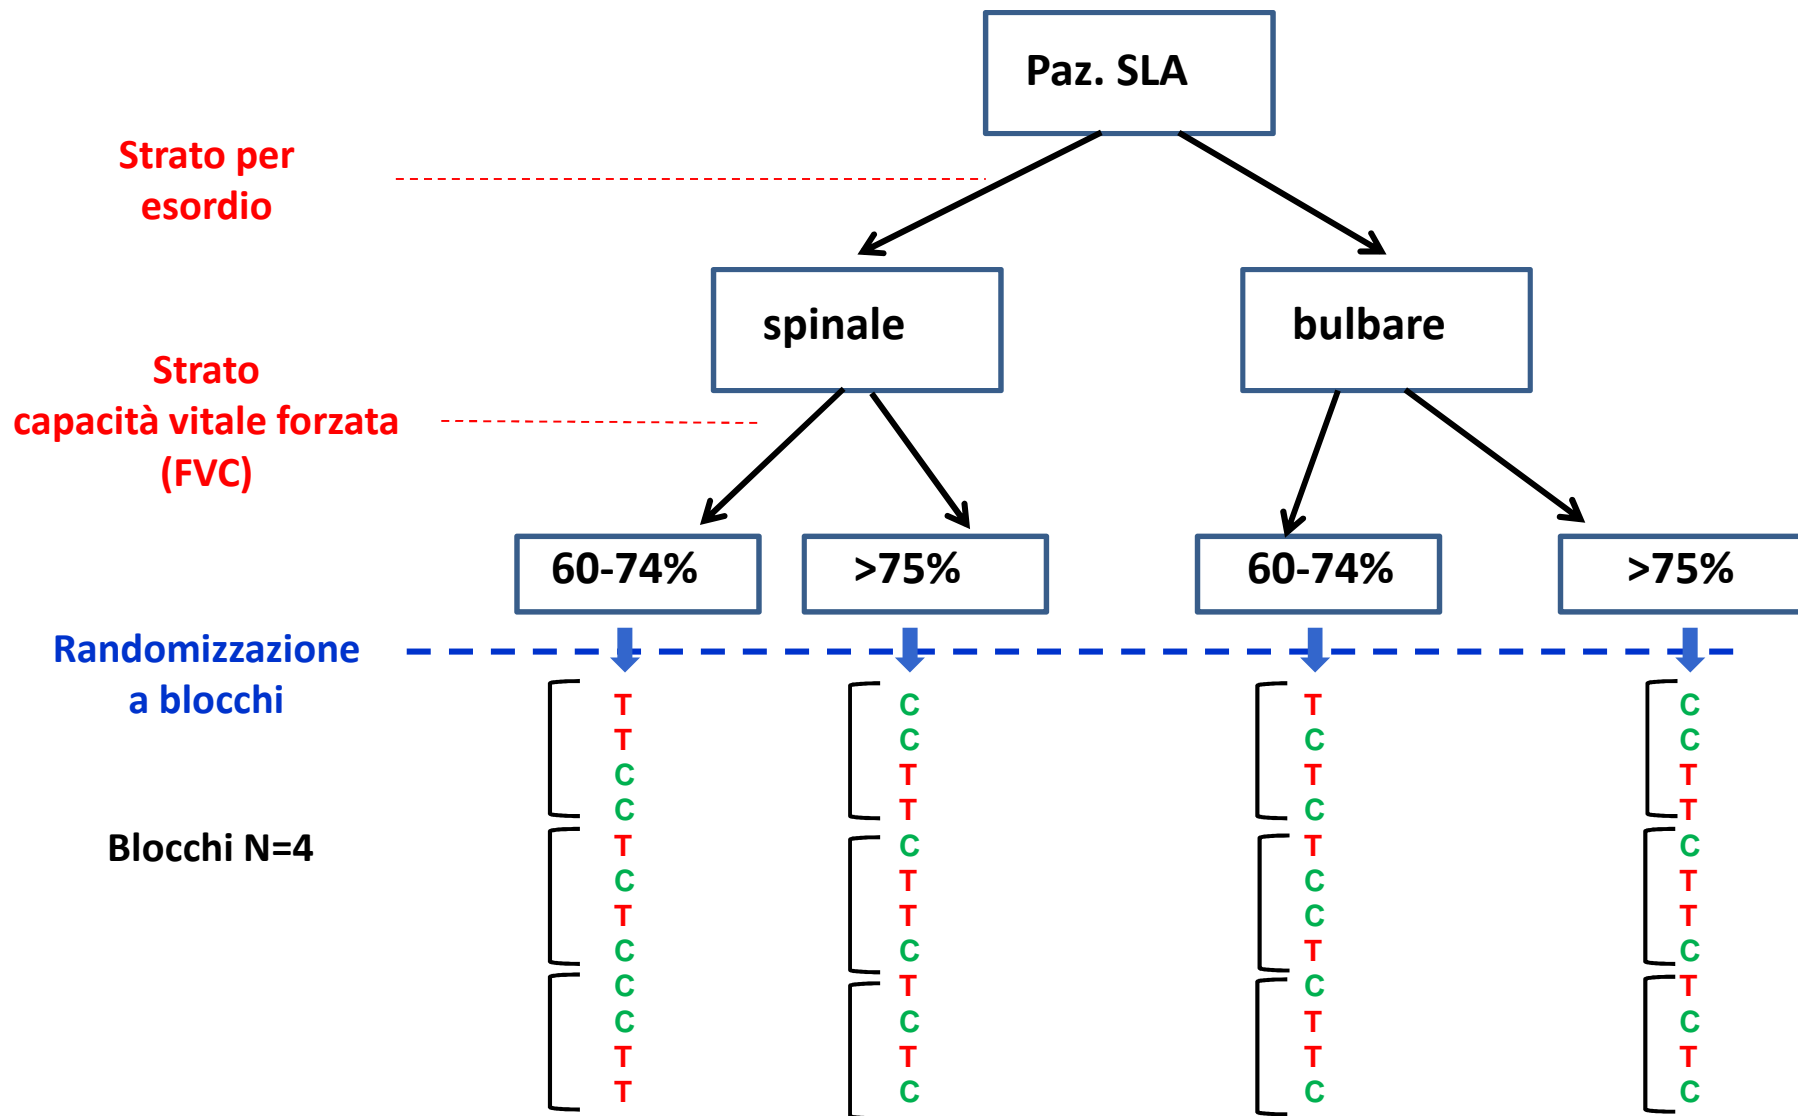 Paz. SLA
Strato per
esordio
spinale
bulbare
Strato
capacità vitale forzata
(FVC)
60-74%
>75%
60-74%
>75%
Randomizzazione
a blocchi
T C T C
T C C C
C T T T
C T C T
Blocchi N=4
T C T C
C T C T
T T C T
C C T C
C T C T
C C T C
T T T T
T C C C